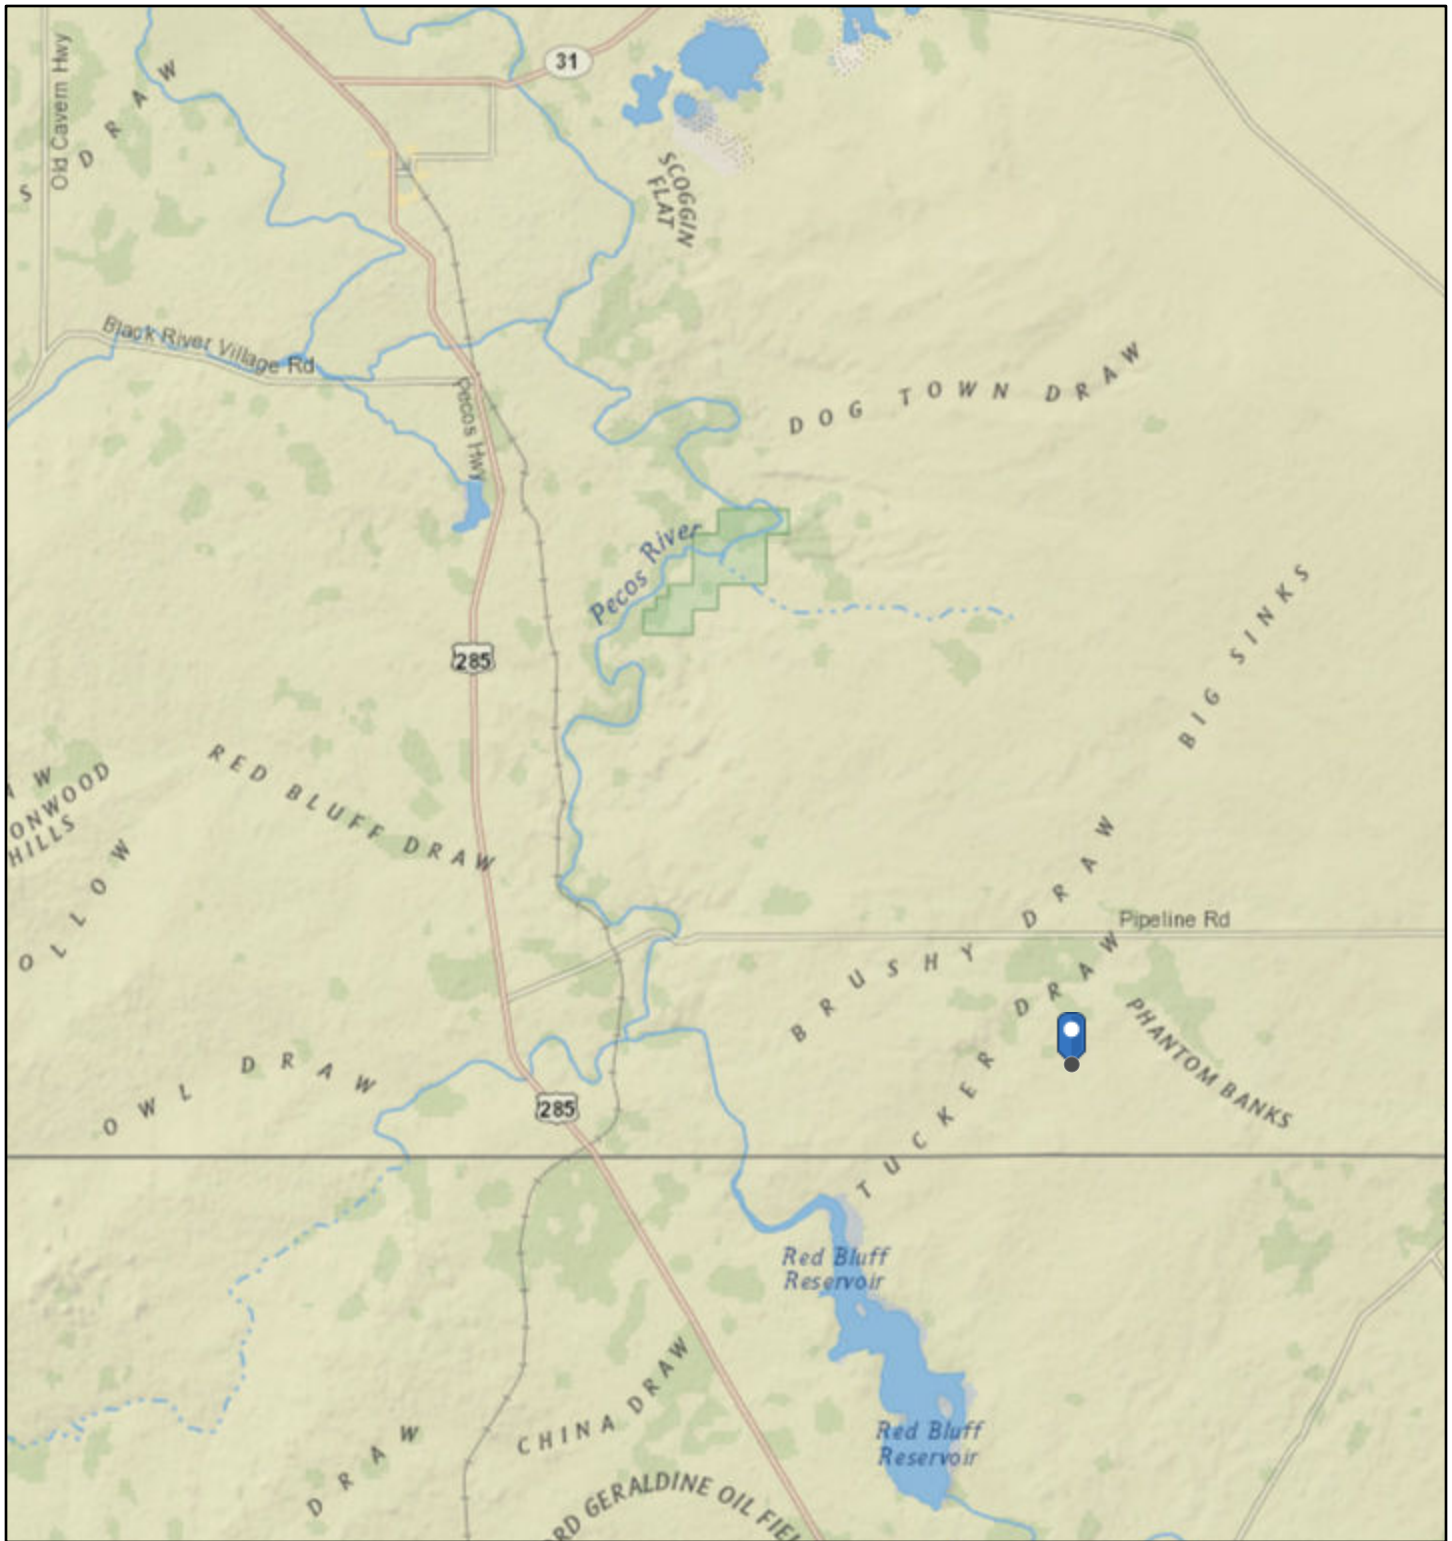 31
Old Cavern Hwy
S DRAW
SCOGGIN
FLAT
Black River Village Rd
Pecos Hwy
DOG TOWN DRAW
Pecos River
BIG SINKS
285
RED BLUFF DRAW
W
ONWOOD
HILLS
OLLOW
BRUSHY DRAW
Pipeline Rd
TUCKER DRAW
PHANTOM BANKS
OWL DRAW
285
Red Bluff
Reservoir
CHINA DRAW
Red Bluff
Reservoir
DRAW
RD GERALDINE OIL FIEL